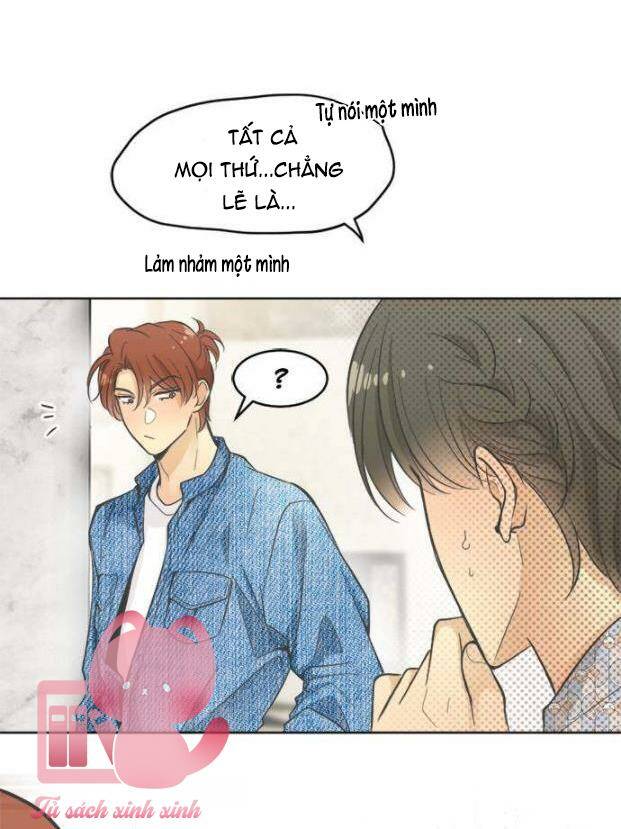 Tự nói một mình
TẤT CẢ
MỌI THỨ...CHẲNG
LẼ LÀ...
Lảm nhảm một mình
?
Tủ sách xinh xinh